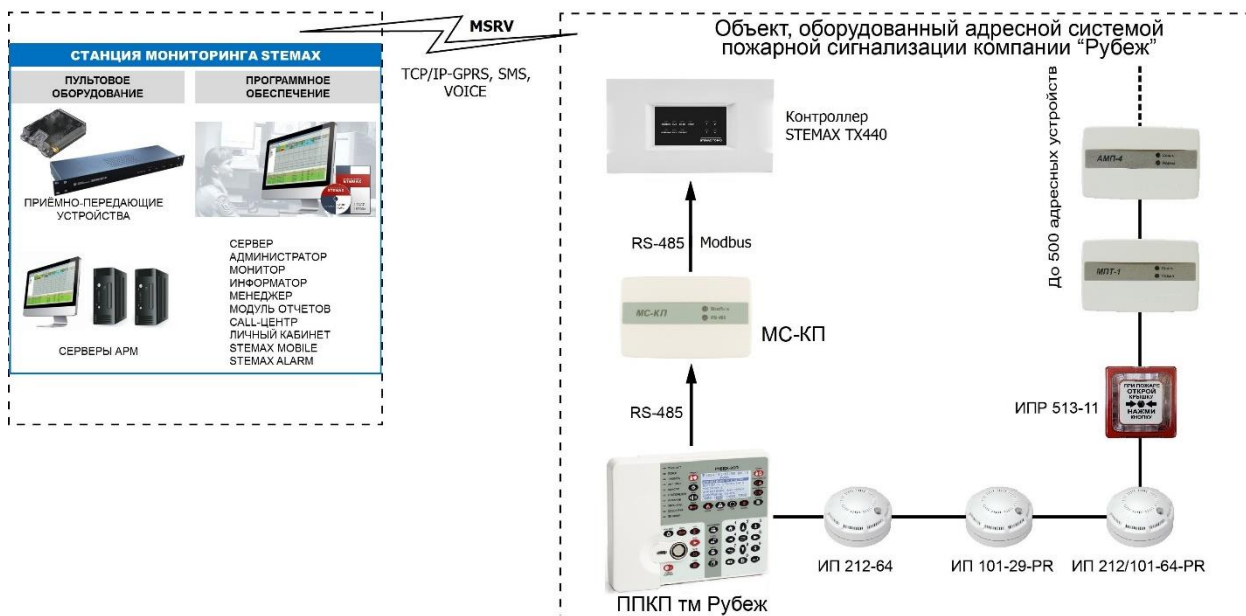 СТАНЦИЯ МОНИТОРИНГА STEMAX
ПУЛЬТОВОЕ
ОБОРУДОВАНИЕ
ПРОГРАММНОЕ
ОБЕСПЕЧЕНИЕ
ПРИЁМНО-ПЕРЕДАЮЩИЕ
УСТРОЙСТВА
СЕРВЕРЫ АРМ
СЕРВЕР
АДМИНИСТРАТОР
МОНИТОР
ИНФОРМАТОР
МЕНЕДЖЕР
МОДУЛЬ ОТЧЕТОВ
CALL-ЦЕНТР
ЛИЧНЫЙ КАБИНЕТ
STEMAX MOBILE
STEMAX ALARM
MSRV
TCP/IP-GPRS, SMS,
VOICE
Объект, оборудованный адресной системой
пожарной сигнализации компании “Рубеж”
Контроллер
STEMAX TX440
RS-485
Modbus
МС-КП
МС-КП
RS-485
ППКП тм Рубеж
ИП 212-64
ИП 101-29-PR
ИП 212/101-64-PR
ИПР 513-11
ПРИ ПОЖАРЕ
ОТКРОЙ
КРЫШКУ
НАЖМИ
КНОПКУ
МПТ-1
АМП-4
До 500 адресных устройств